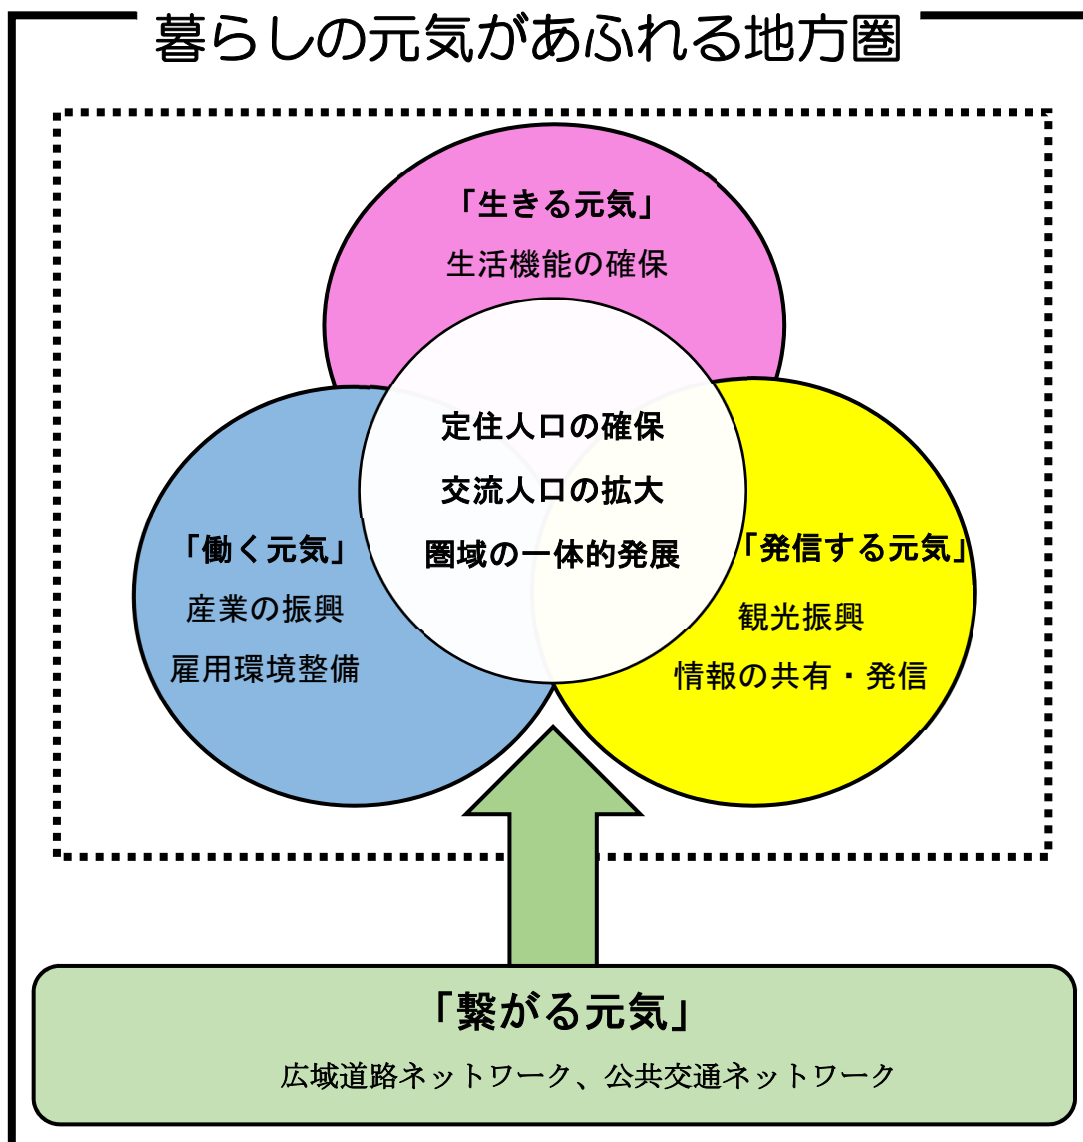 暮らしの元気があふれる地方圏
「生きる元気」
生活機能の確保
定住人口の確保
交流人口の拡大
圏域の一体的発展
「働く元気」
産業の振興
雇用環境整備
「発信する元気」
観光振興
情報の共有・発信
「繋がる元気」
広域道路ネットワーク、公共交通ネットワーク